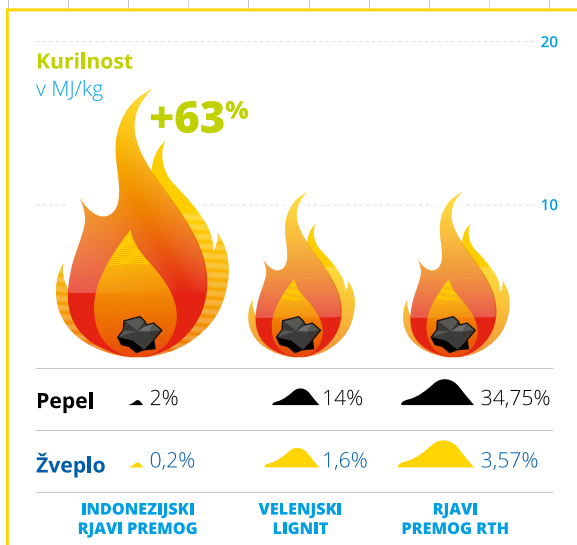 20
Kurilnost
v MJ/kg
+63%
10
Pepel 2% 14% 34,75%
Žveplo 0,2% 1,6% 3,57%
INDONEZIJSKI
RJAVI PREMOG
VELENJSKI
LIGNIT
RJAVI
PREMOG RTH